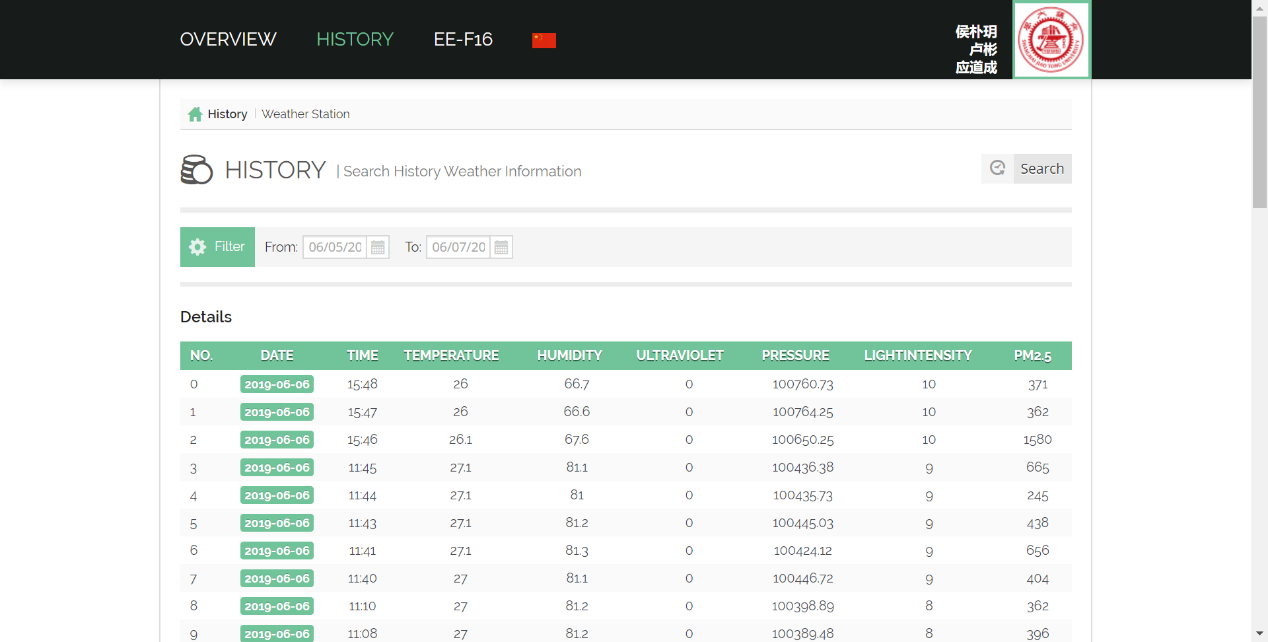 OVERVIEW HISTORY EE-F16
侯朴玥
卢彬
应道成
SHANGHAI JIAO TONG UNIVERSITY
History Weather Station
HISTORY | Search History Weather Information Search
Filter From: 06/05/20 To: 06/07/20
Details
NO. DATE TIME TEMPERATURE HUMIDITY ULTRAVIOLET PRESSURE LIGHTINTENSITY PM2.5
0 2019-06-06 15:48 26 66.7 0 100760.73 10 371
1 2019-06-06 15:47 26 66.6 0 100764.25 10 362
2 2019-06-06 15:46 26.1 67.6 0 100650.25 10 1580
3 2019-06-06 11:45 27.1 81.1 0 100436.38 9 665
4 2019-06-06 11:44 27.1 81 0 100435.73 9 245
5 2019-06-06 11:43 27.1 81.2 0 100445.03 9 438
6 2019-06-06 11:41 27.1 81.3 0 100424.12 9 656
7 2019-06-06 11:40 27 81.1 0 100446.72 9 404
8 2019-06-06 11:10 27 81.2 0 100398.89 8 362
9 2019-06-06 11:08 27 81.2 0 100389.48 8 396